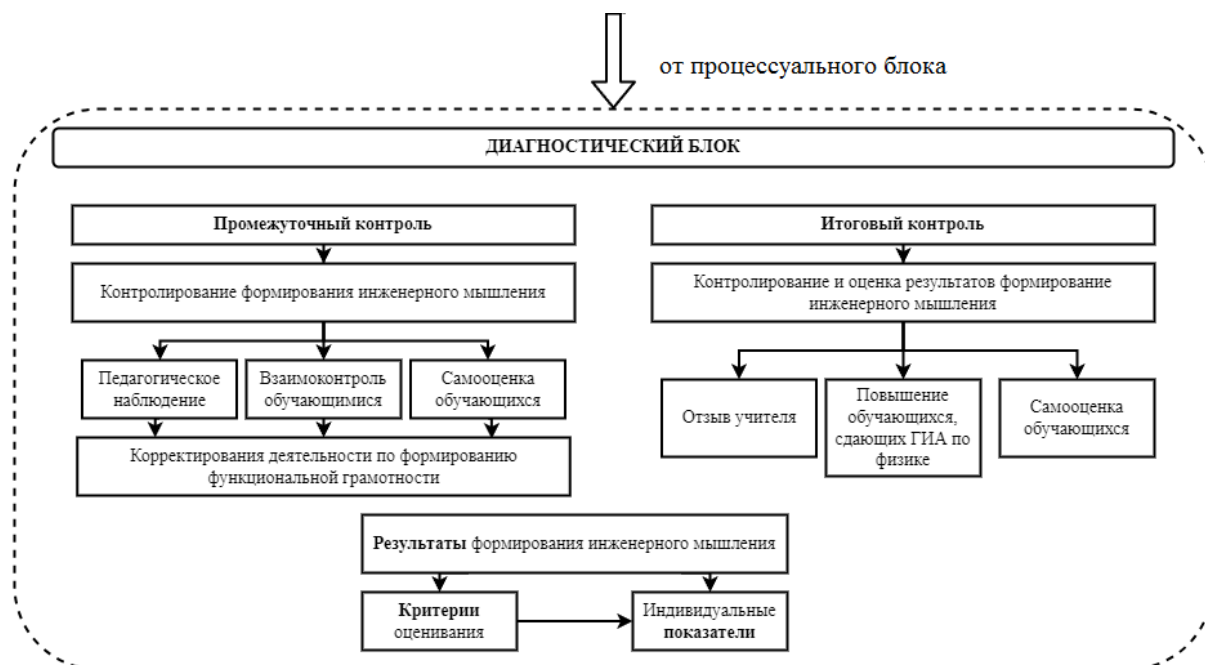 от процессуального блока
ДИАГНОСТИЧЕСКИЙ БЛОК
Промежуточный контроль
Контролирование формирования инженерного мышления
Педагогическое
наблюдение
Взаимоконтроль
обучающимися
Самооценка
обучающихся
Корректирования деятельности по формированию
функциональной грамотности
Итоговый контроль
Контролирование и оценка результатов формирование
инженерного мышления
Отзыв учителя
Повышение
обучающихся,
сдающих ГИА по
физике
Самооценка
обучающихся
Результаты формирования инженерного мышления
Критерии
оценивания
Индивидуальные
показатели